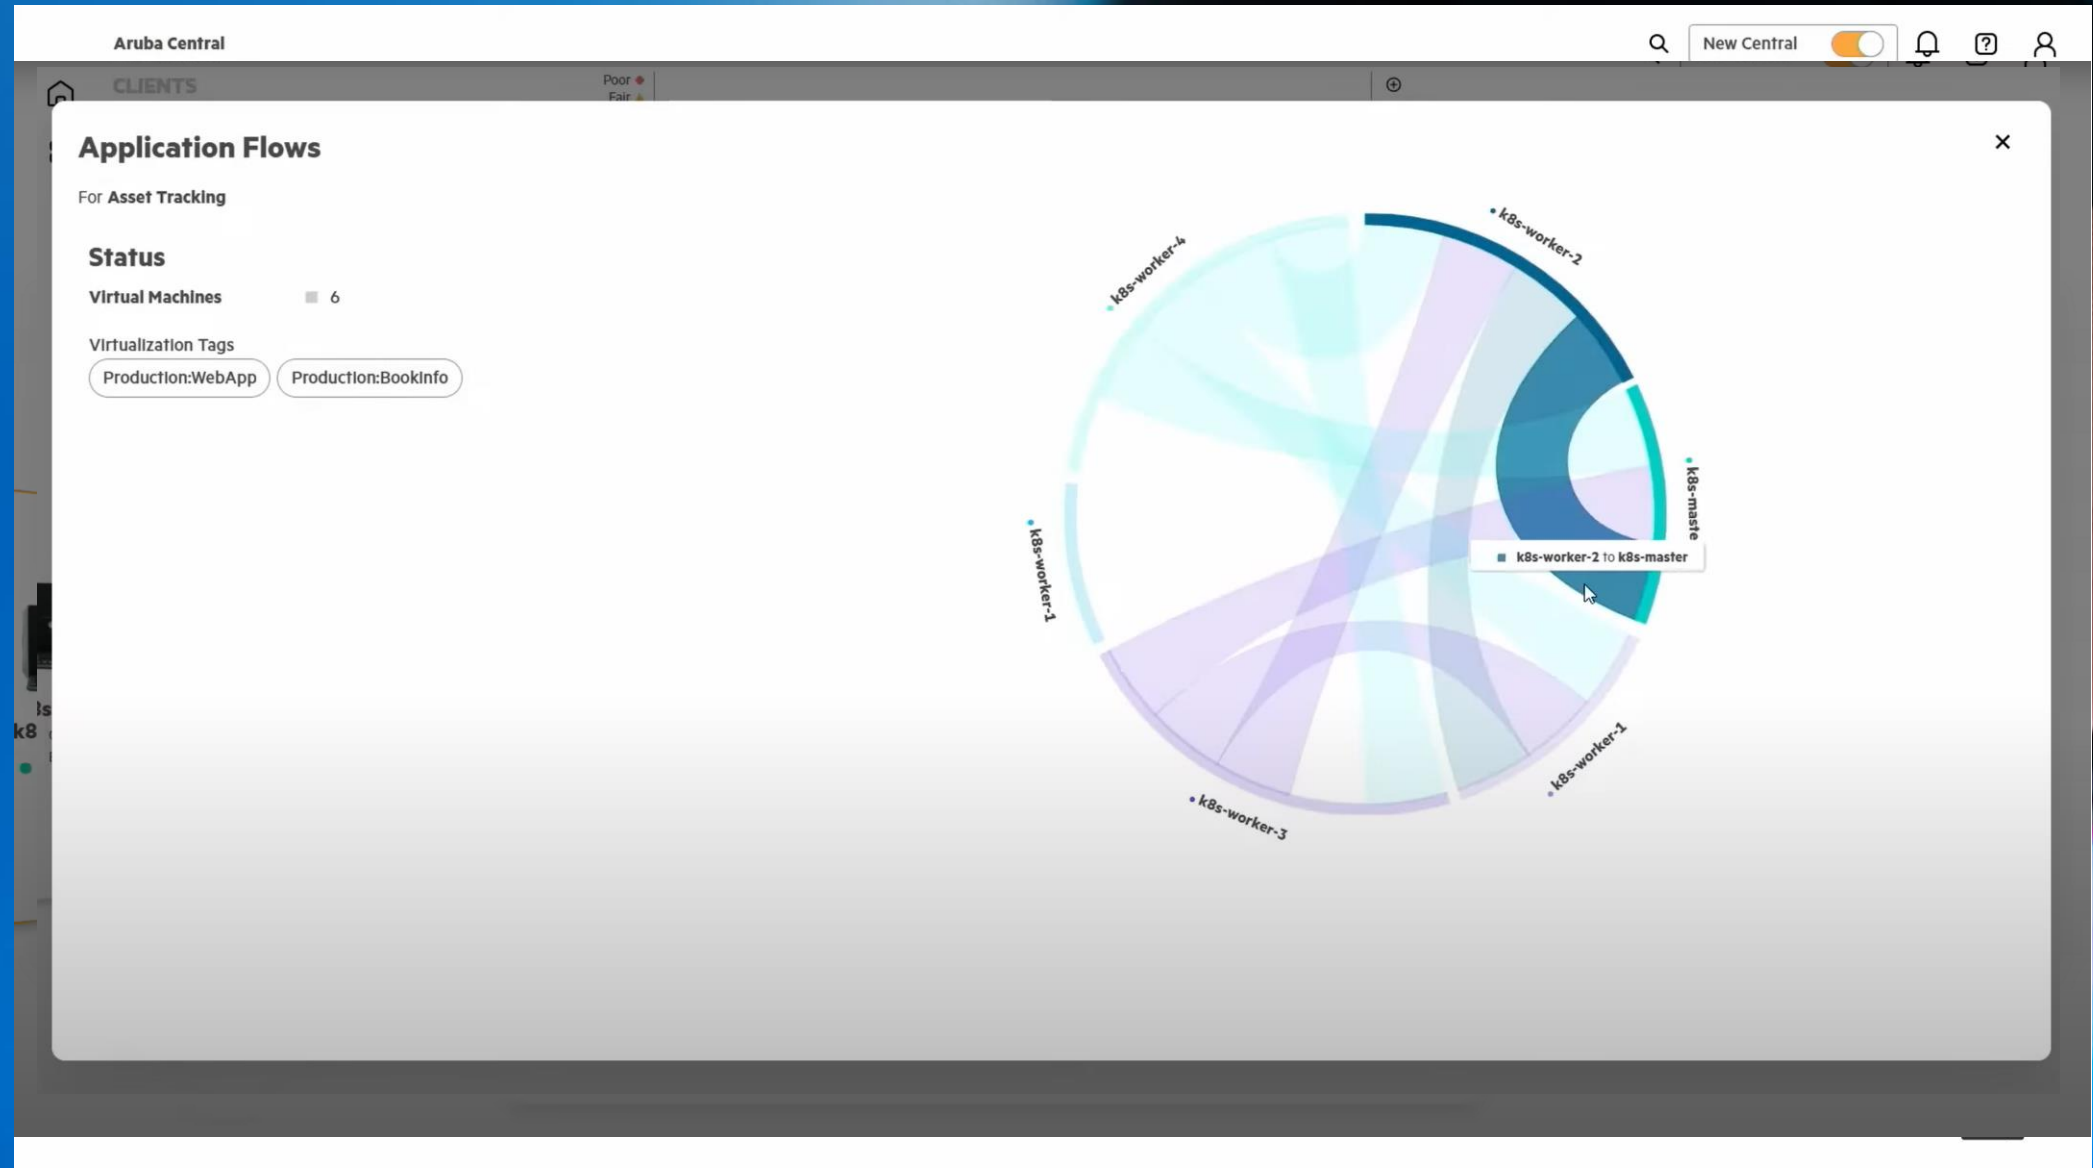 Aruba Central
New Central
CLIENTS
Poor
Fair
Application Flows
For Asset Tracking
Status
Virtual Machines 6
Virtualization Tags
Production:WebApp Production:BookInfo
k8s-worker-2
k8s-worker-4
k8s-maste
k8s-worker-2 to k8s-master
k8s-worker-1
k8s-worker-1
k8s-worker-3
k8